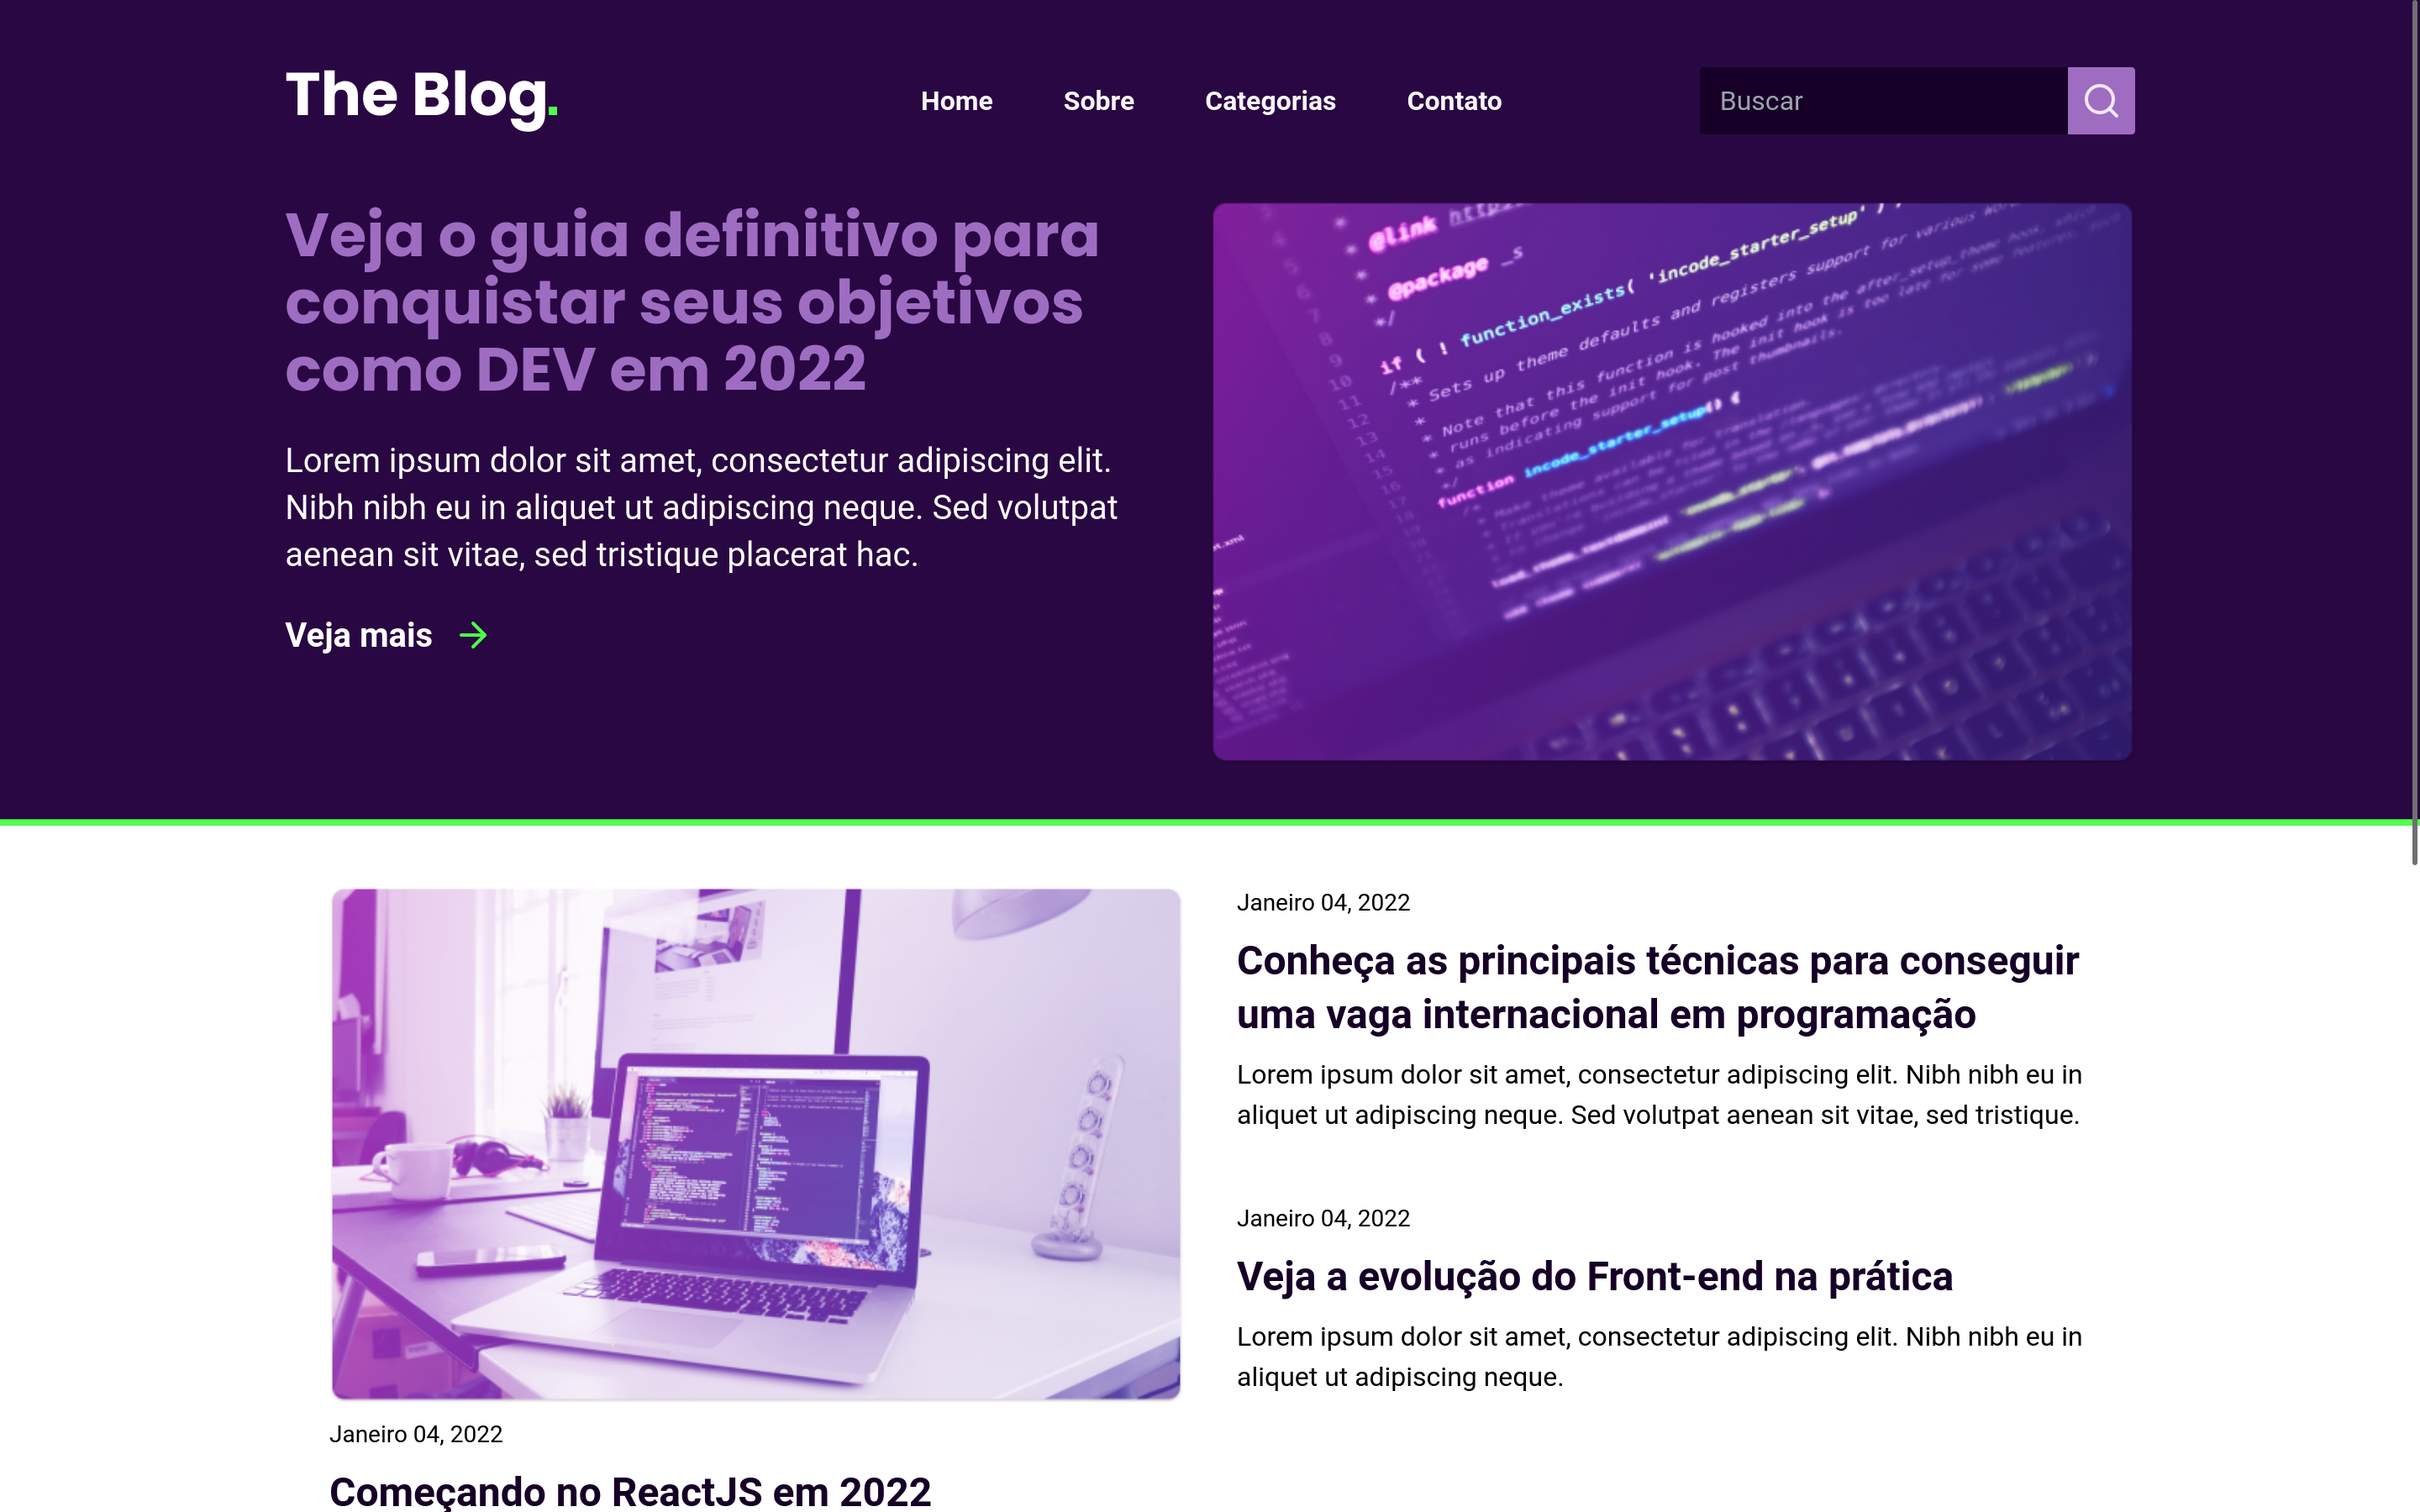 The Blog.
Home Sobre Categorias Contato
Buscar
Veja o guia definitivo para
conquistar seus objetivos
como DEV em 2022
Lorem ipsum dolor sit amet, consectetur adipiscing elit.
Nibh nibh eu in aliquet ut adipiscing neque. Sed volutpat
aenean sit vitae, sed tristique placerat hac.
Veja mais
* @link
* @package _s
*/
if ( ! function_exists( 'incode_starter_setup' ) ) :
/**
* Sets up theme defaults and registers support for various
* Note that this function is hooked into the after_setup_theme hook, which
* runs before the init hook. The init hook is too late for some features, such
* as indicating support for post thumbnails.
*/
function incode_starter_setup() {
Janeiro 04, 2022
Começando no ReactJS em 2022
Janeiro 04, 2022
Conheça as principais técnicas para conseguir
uma vaga internacional em programação
Lorem ipsum dolor sit amet, consectetur adipiscing elit. Nibh nibh eu in
aliquet ut adipiscing neque. Sed volutpat aenean sit vitae, sed tristique.
Janeiro 04, 2022
Veja a evolução do Front-end na prática
Lorem ipsum dolor sit amet, consectetur adipiscing elit. Nibh nibh eu in
aliquet ut adipiscing neque.